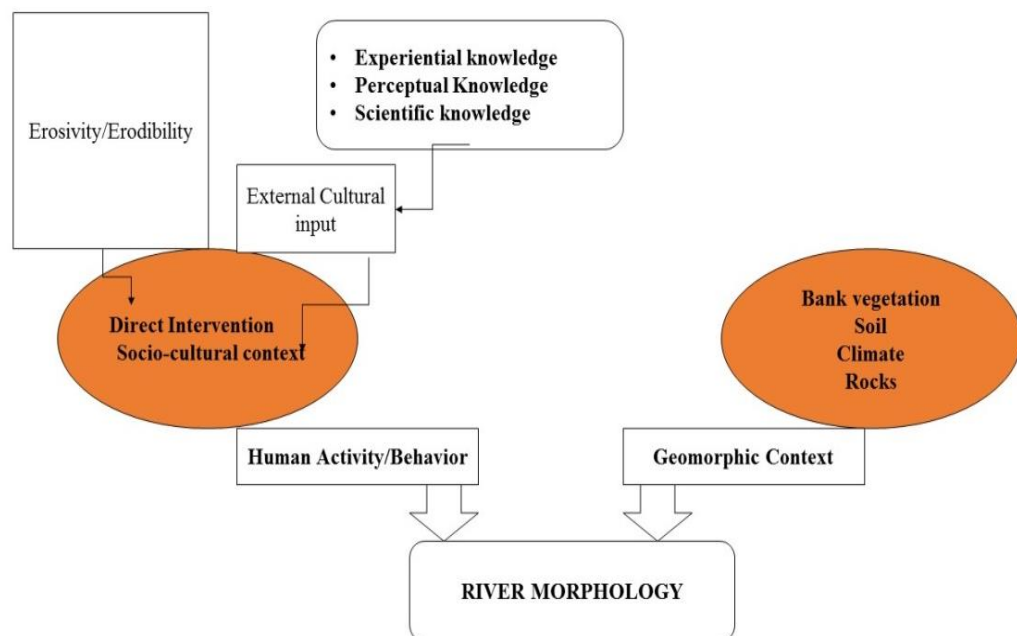 • Experiential knowledge
• Perceptual Knowledge
• Scientific knowledge
Erosivity/Erodibility
External Cultural
input
Direct Intervention
Socio-cultural context
Bank vegetation
Soil
Climate
Rocks
Human Activity/Behavior
Geomorphic Context
RIVER MORPHOLOGY